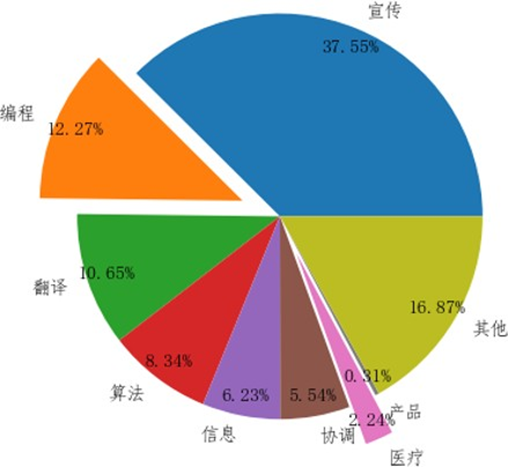 宣传
37.55%
编程
12.27%
翻译
10.65%
算法
8.34%
信息
6.23%
协调
5.54%
医疗
2.24%
产品
0.31%
其他
16.87%